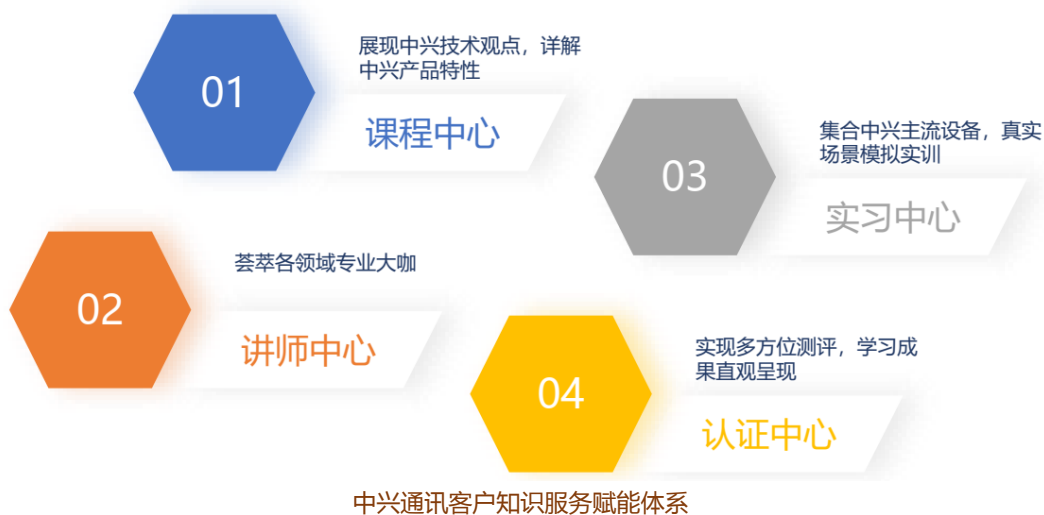 01
展现中兴技术观点，详解
中兴产品特性
课程中心
02
荟萃各领域专业大咖
讲师中心
03
集合中兴主流设备，真实
场景模拟实训
实习中心
04
实现多方位测评，学习成
果直观呈现
认证中心
中兴通讯客户知识服务赋能体系